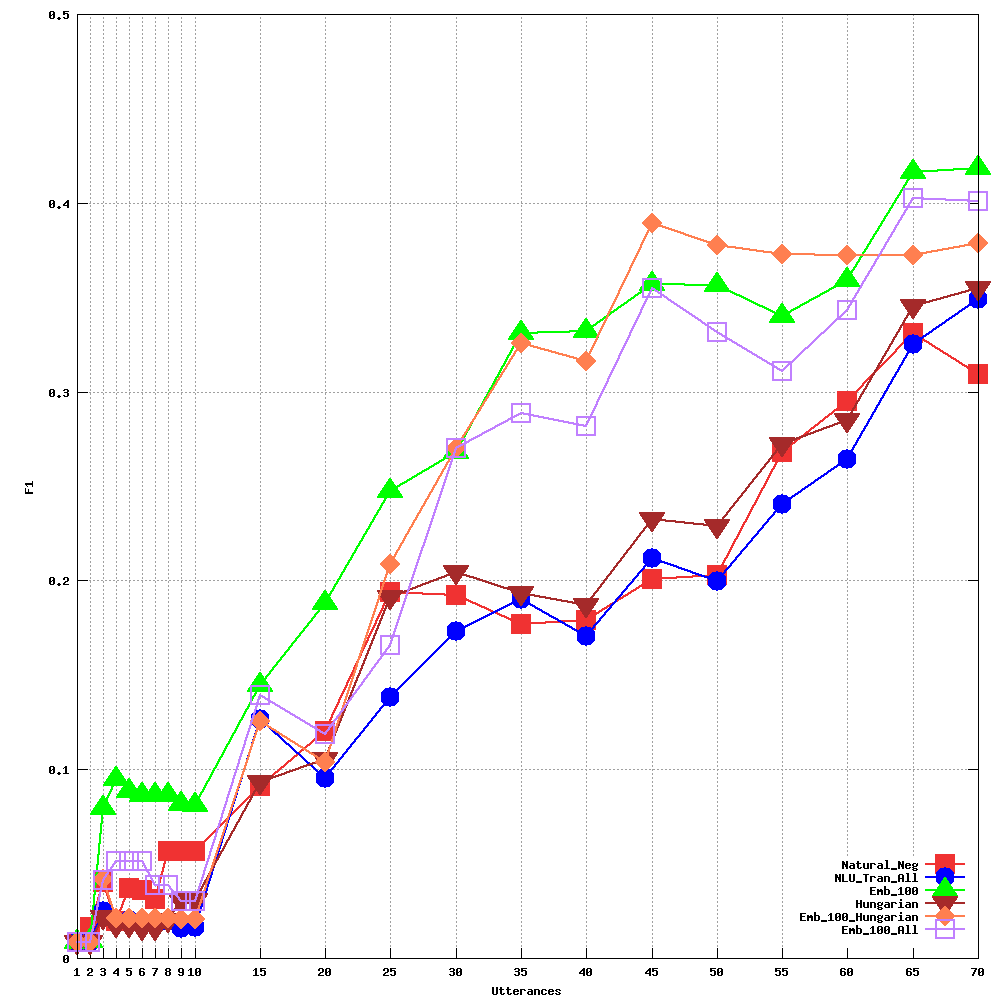 0.5
0.4
0.3
F1
0.2
0.1
Natural_Neg
NLU_Tran_All
Emb_100
Hungarian
Emb_100_Hungarian
Emb_100_All
0
1 2 3 4 5 6 7 8 9 10 15 20 25 30 35 40 45 50 55 60 65 70
Utterances